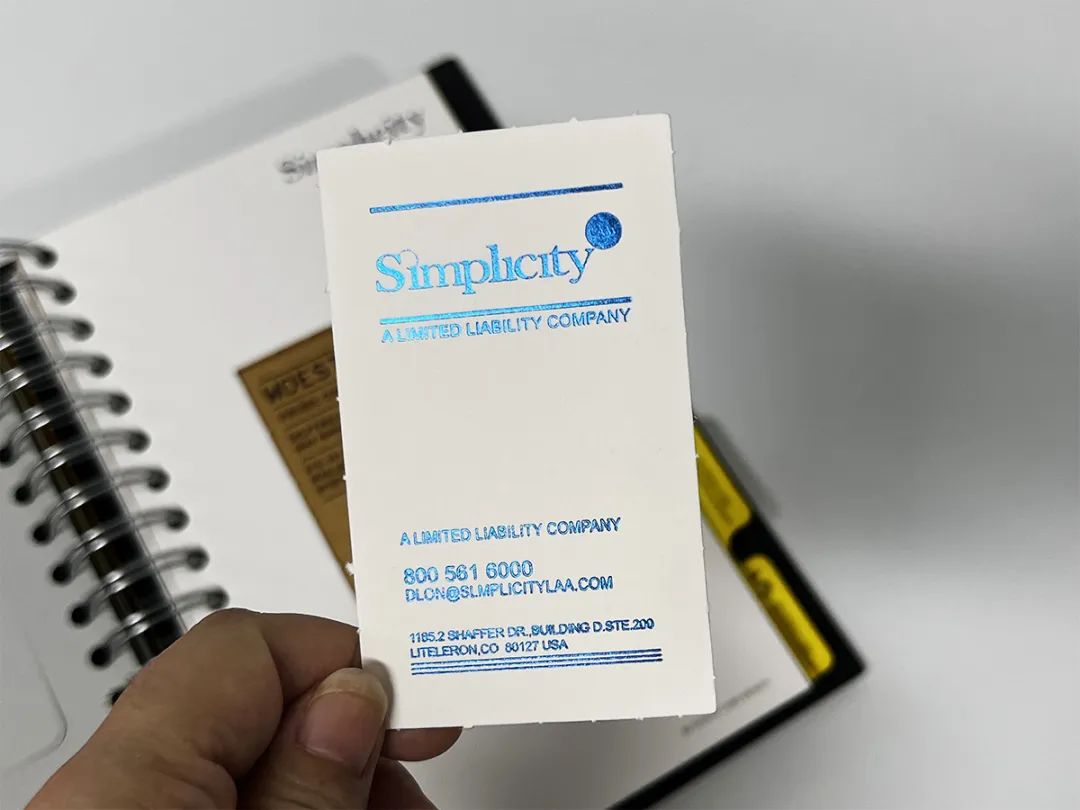 Simplicity
Simplicity
A LIMITED LIABILITY COMPANY
WOEST
A LIMITED LIABILITY COMPANY
800 561 6000
DLON@SLMPLICITYLAA.COM
1185.2 SHAFFER DR.,BUILDING D.STE.200
LITELERON,CO 80127 USA